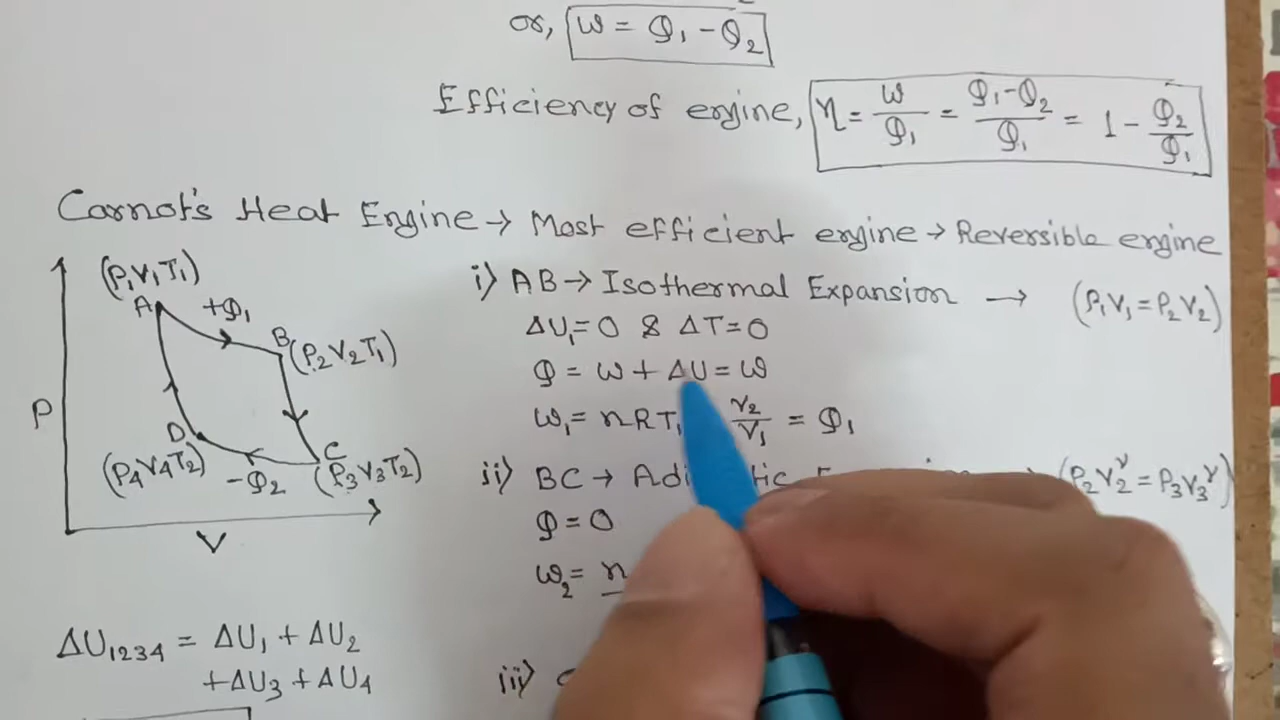 or, W = Q₁ - Q₂
Efficiency of engine, η = W/Q₁ = Q₁-Q₂/Q₁ = 1 - Q₂/Q₁
Carnot's Heat Engine → Most efficient engine → Reversible engine
(P₁V₁T₁)
A
+Q₁
B
(P₂V₂T₁)
P
D
(P₄V₄T₂)
-Q₂
C
(P₃V₃T₂)
V
i) AB → Isothermal Expansion → (P₁V₁ = P₂V₂)
ΔU₁ = 0 & ΔT = 0
Q = W + ΔU = W
W₁ = nRT₁ V₂/V₁ = Q₁
ii) BC → → (P₂V₂^γ = P₃V₃^γ)
Q = 0
W₂ = n
ΔU₁₂₃₄ = ΔU₁ + ΔU₂
+ΔU₃ + ΔU₄
iii)